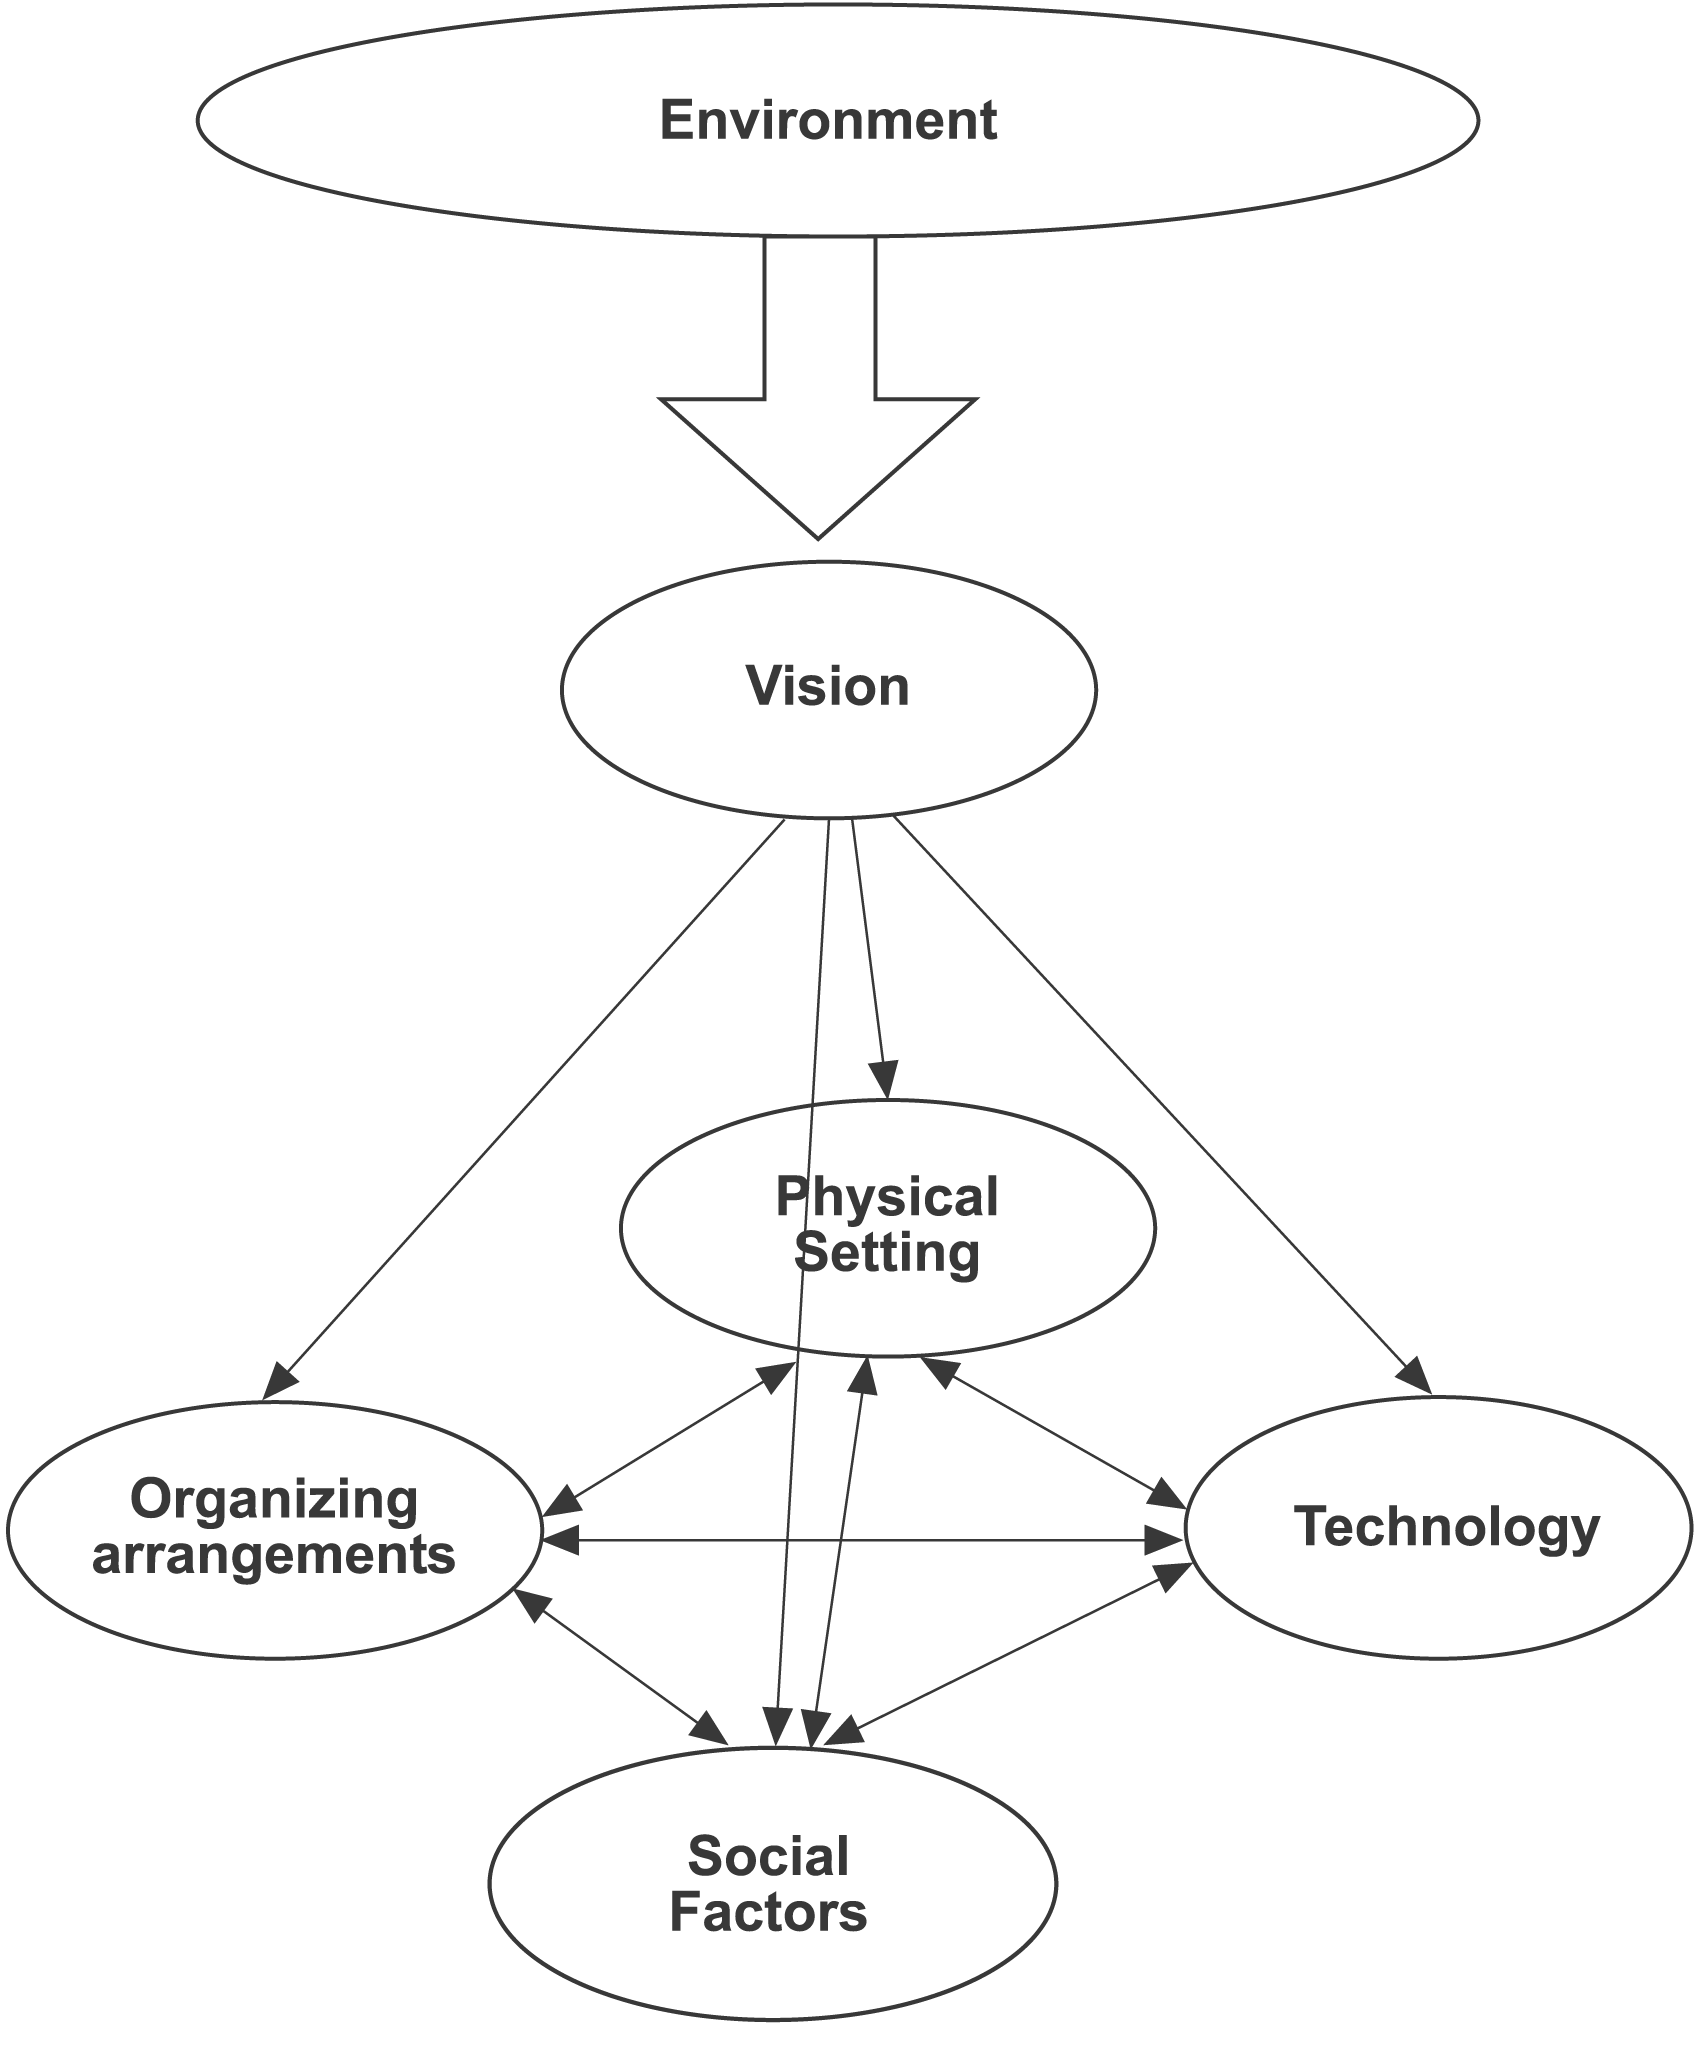 Environment
Vision
Physical
Setting
Organizing
arrangements
Technology
Social
Factors